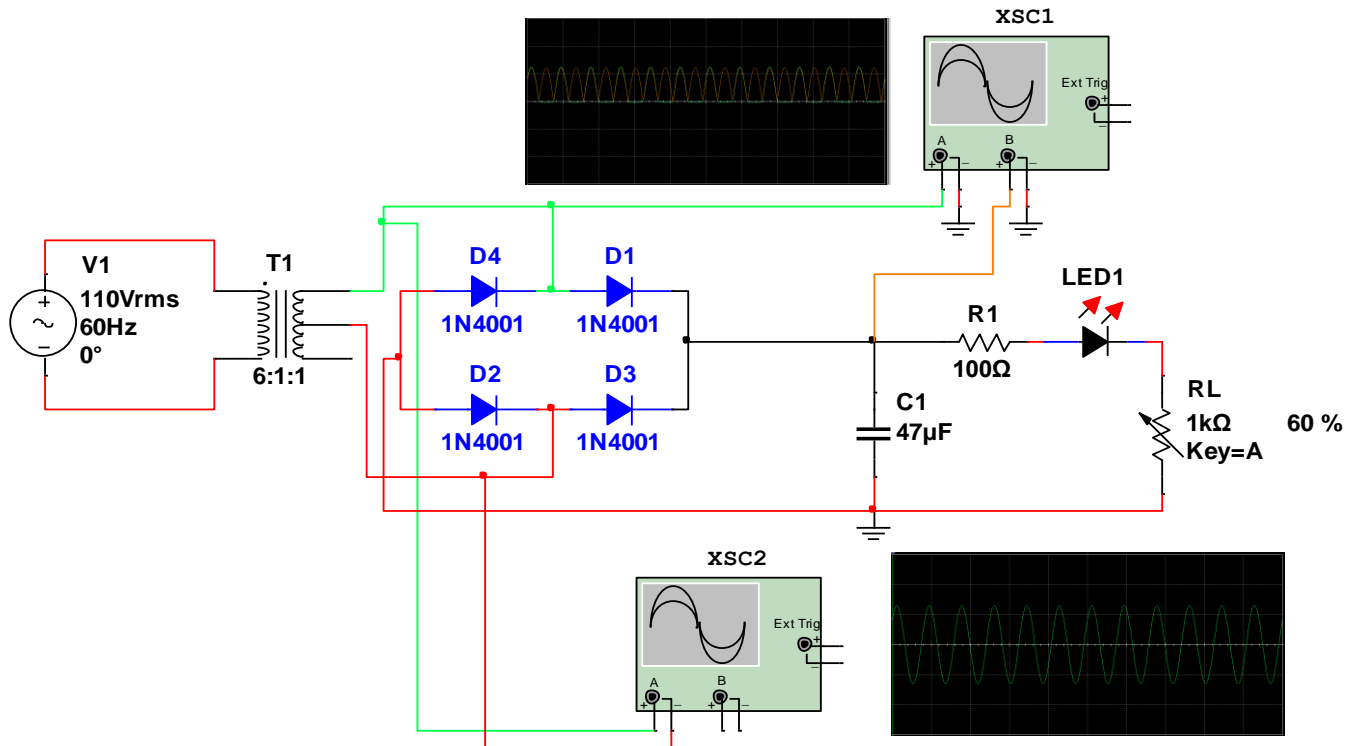 XSC1
Ext Trig
+
−
A
B
+ − + −
V1
110Vrms
60Hz
0°
T1
6:1:1
D4
1N4001
D1
1N4001
D2
1N4001
D3
1N4001
LED1
R1
100Ω
C1
47µF
RL
1kΩ
Key=A
60 %
XSC2
Ext Trig
+
−
A
B
+ − + −